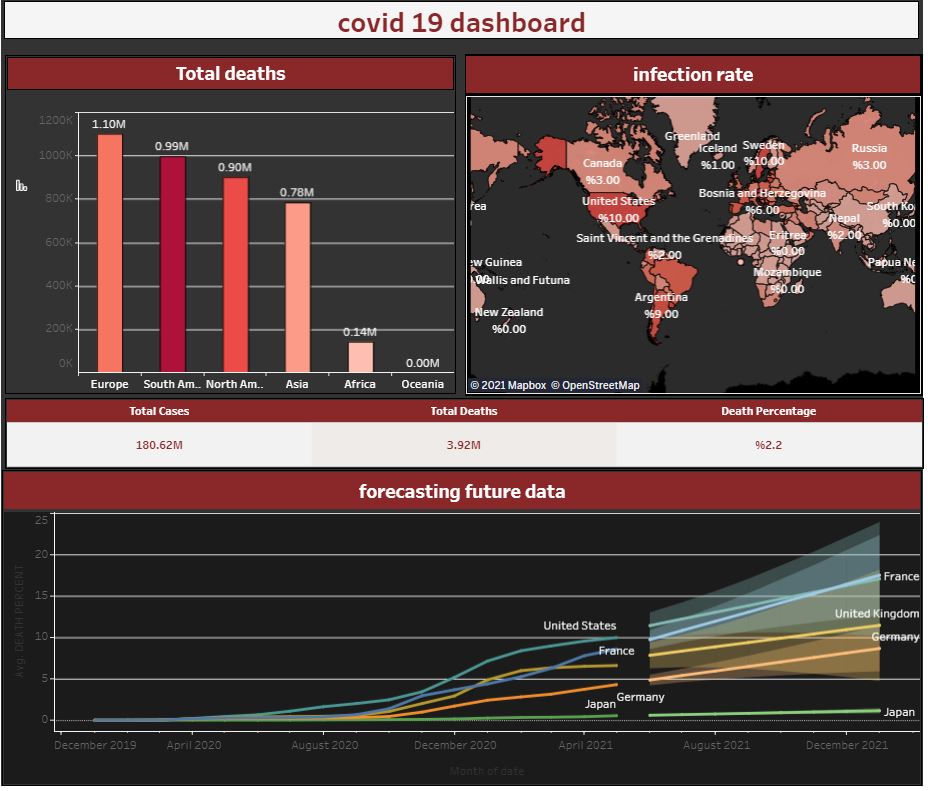 covid 19 dashboard
Total deaths
1200K
1000K
800K
600K
400K
200K
0K
1.10M
0.99M
0.90M
0.78M
0.14M
0.00M
Europe
South Am..
North Am..
Asia
Africa
Oceania
infection rate
Greenland
Iceland
%1.00
Sweden
%10.00
Russia
%3.00
Canada
%3.00
United States
%10.00
Bosnia and Herzegovina
%6.00
South Ko
%0.00
Nepal
%2.00
rea
Eritrea
%0.00
Saint Vincent and the Grenadines
%2.00
ew Guinea
Wallis and Futuna
Papua Ne
Mozambique
%0.00
Argentina
%9.00
New Zealand
%0.00
© 2021 Mapbox © OpenStreetMap
Total Cases
Total Deaths
Death Percentage
180.62M
3.92M
%2.2
forecasting future data
Avg. DEATH PERCENT
25
20
15
10
5
0
United States
France
Germany
Japan
France
United Kingdom
Germany
Japan
December 2019
April 2020
August 2020
December 2020
April 2021
August 2021
December 2021
Month of date